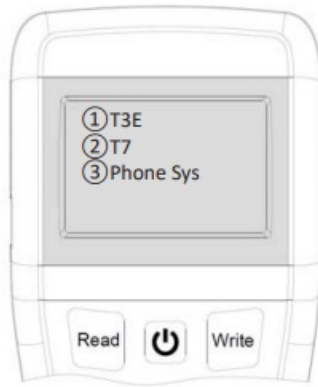 ①T3E
②T7
③Phone Sys
Read
Write